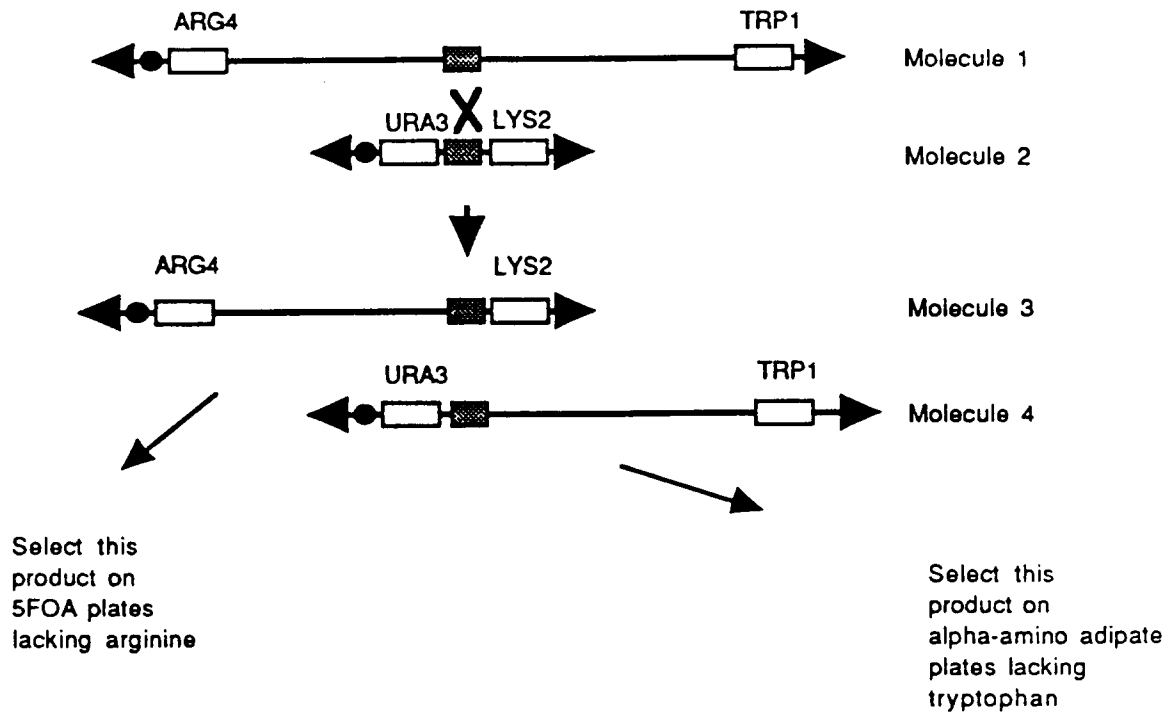 ARG4
TRP1
Molecule 1
URA3
LYS2
Molecule 2
ARG4
LYS2
Molecule 3
URA3
TRP1
Molecule 4
Select this
product on
5FOA plates
lacking arginine
Select this
product on
alpha-amino adipate
plates lacking
tryptophan